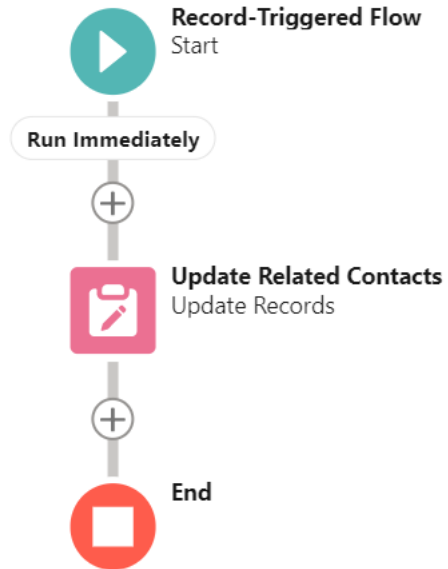 Record-Triggered Flow
Start
Run Immediately
Update Related Contacts
Update Records
End